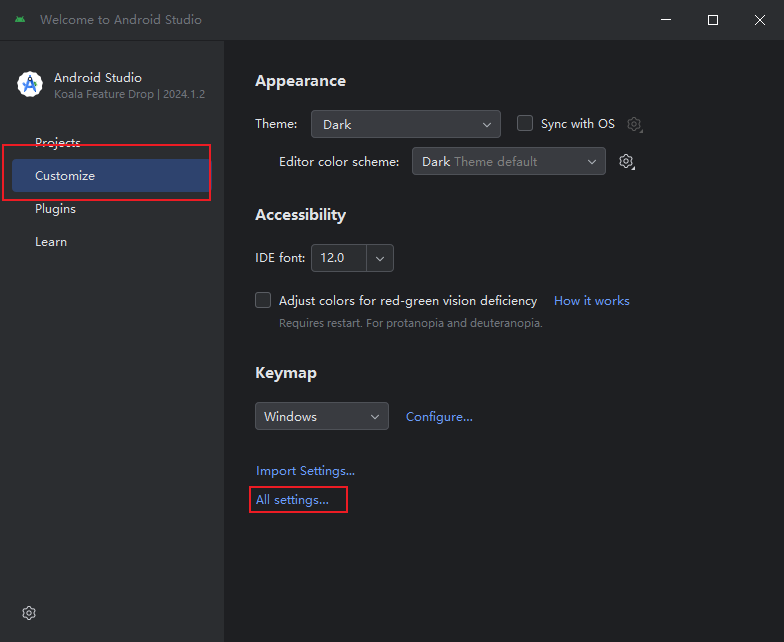 Welcome to Android Studio
Android Studio
Koala Feature Drop | 2024.1.2
Projects
Customize
Plugins
Learn
Appearance
Theme: Dark Sync with OS
Editor color scheme: Dark Theme default
Accessibility
IDE font: 12.0
Adjust colors for red-green vision deficiency How it works
Requires restart. For protanopia and deuteranopia.
Keymap
Windows Configure...
Import Settings...
All settings...